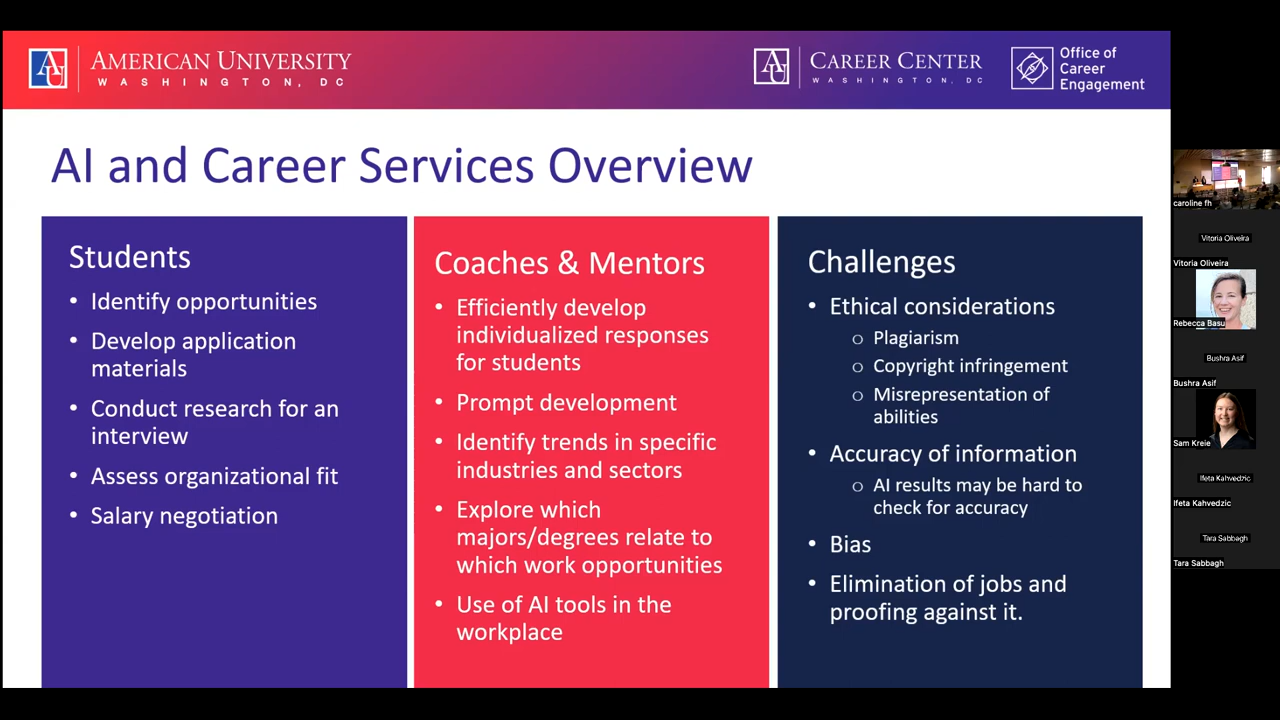 AMERICAN UNIVERSITY
WASHINGTON, DC
CAREER CENTER
WASHINGTON, DC
Office of
Career
Engagement
AI and Career Services Overview
Students
• Identify opportunities
• Develop application
materials
• Conduct research for an
interview
• Assess organizational fit
• Salary negotiation
Coaches & Mentors
• Efficiently develop
individualized responses
for students
• Prompt development
• Identify trends in specific
industries and sectors
• Explore which
majors/degrees relate to
which work opportunities
• Use of AI tools in the
workplace
Challenges
• Ethical considerations
o Plagiarism
o Copyright infringement
o Misrepresentation of
abilities
• Accuracy of information
o AI results may be hard to
check for accuracy
• Bias
• Elimination of jobs and
proofing against it.
caroline fh
Vitoria Oliveira
Vitoria Oliveira
Rebecca Basu
Bushra Asif
Bushra Asif
Sam Kreie
Ifeta Kahvedzic
Ifeta Kahvedzic
Tara Sabbagh
Tara Sabbagh